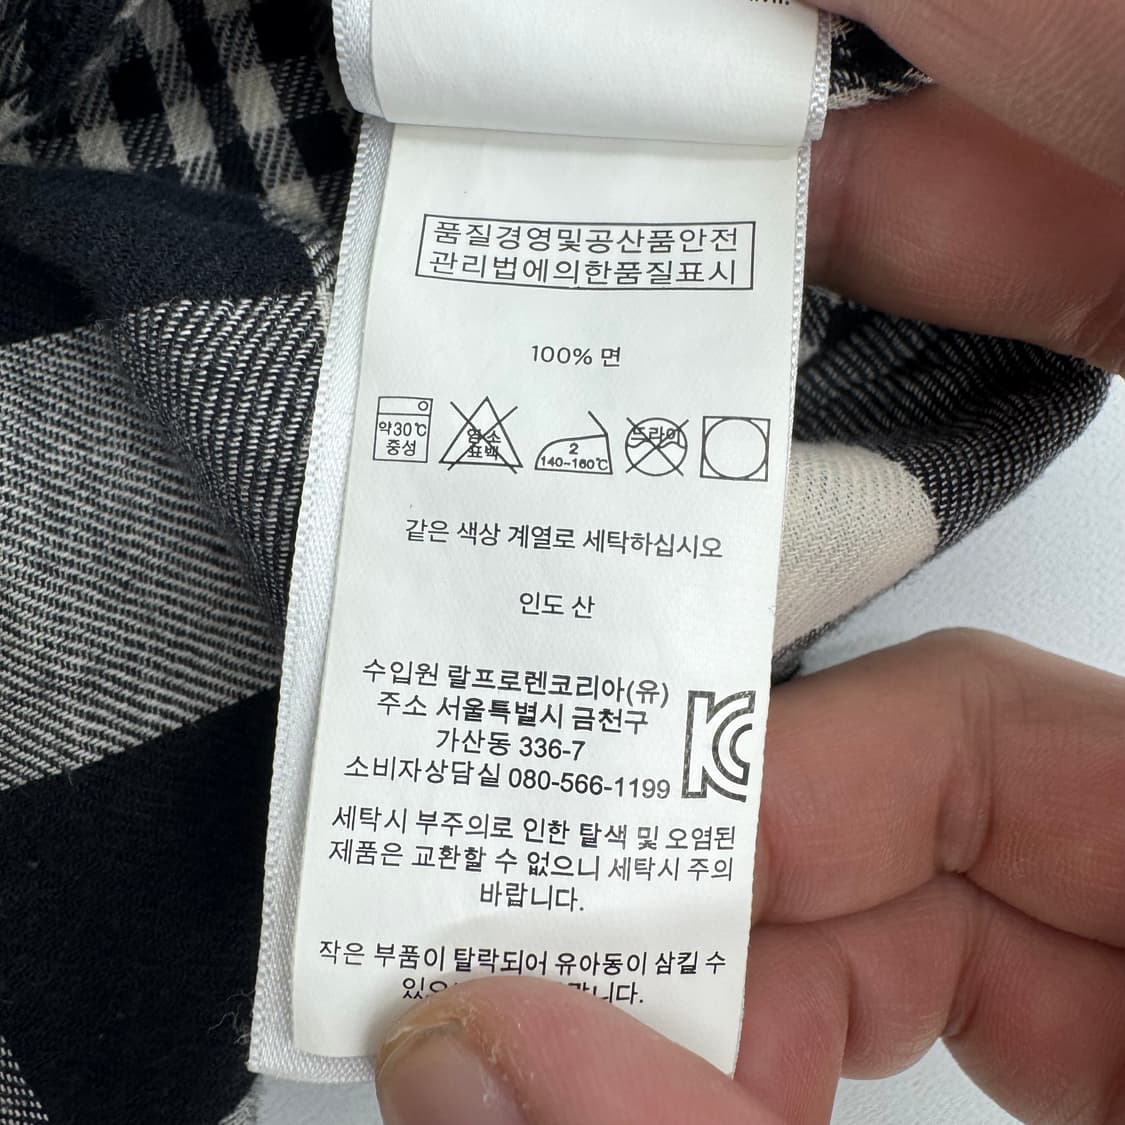 품질경영및공산품안전
관리법에의한품질표시
100% 면
약30℃
중성
염소
표백
2
140~160℃
드라이
같은 색상 계열로 세탁하십시오
인도 산
수입원 랄프로렌코리아(유)
주소 서울특별시 금천구
가산동 336-7
소비자상담실 080-566-1199
세탁시 부주의로 인한 탈색 및 오염된
제품은 교환할 수 없으니 세탁시 주의
바랍니다.
작은 부품이 탈락되어 유아동이 삼킬 수